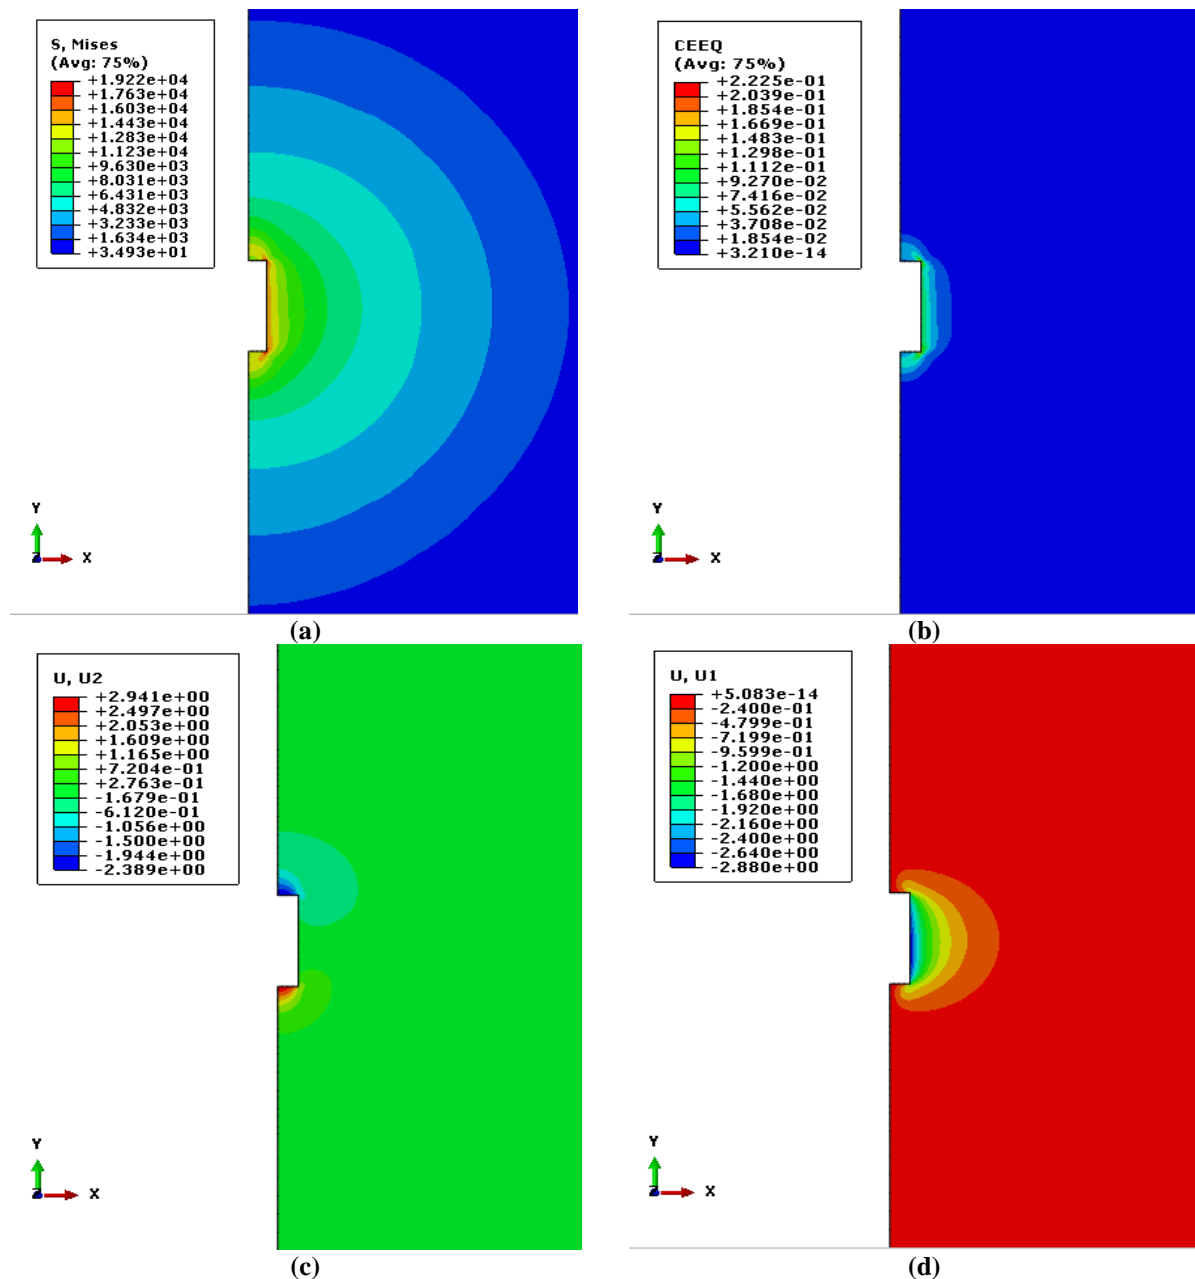 S, Mises
(Avg: 75%)
+1.922e+04
+1.763e+04
+1.603e+04
+1.443e+04
+1.283e+04
+1.123e+04
+9.630e+03
+8.031e+03
+6.431e+03
+4.832e+03
+3.233e+03
+1.634e+03
+3.493e+01
Y
Z
X
(a)
CEEQ
(Avg: 75%)
+2.225e-01
+2.039e-01
+1.854e-01
+1.669e-01
+1.483e-01
+1.298e-01
+1.112e-01
+9.270e-02
+7.416e-02
+5.562e-02
+3.708e-02
+1.854e-02
+3.210e-14
Y
Z
X
(b)
U, U2
+2.941e+00
+2.497e+00
+2.053e+00
+1.609e+00
+1.165e+00
+7.204e-01
+2.763e-01
-1.679e-01
-6.120e-01
-1.056e+00
-1.500e+00
-1.944e+00
-2.389e+00
Y
Z
X
(c)
U, U1
+5.083e-14
-2.400e-01
-4.799e-01
-7.199e-01
-9.599e-01
-1.200e+00
-1.440e+00
-1.680e+00
-1.920e+00
-2.160e+00
-2.400e+00
-2.640e+00
-2.880e+00
Y
Z
X
(d)